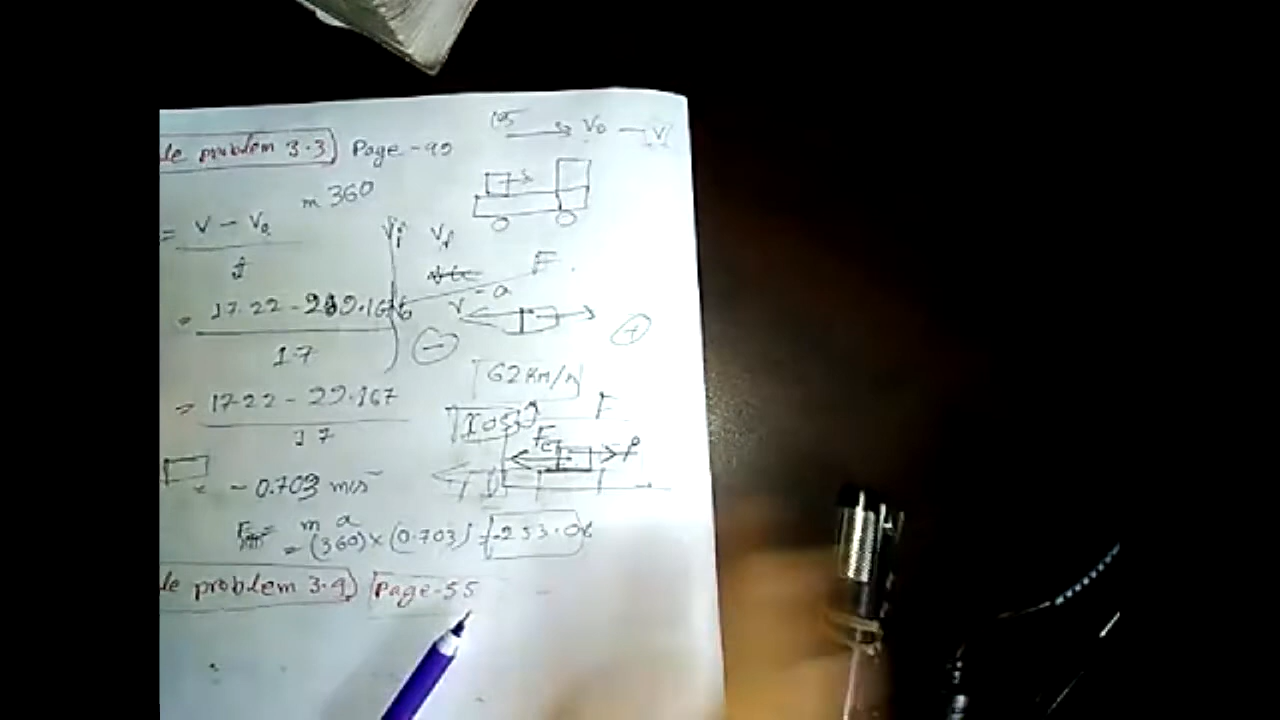 le problem 3.3) Page-49
V0 — V
m 360
= V - V0
t
Vi Vf
F
= 17.22 - 29.166
17
- a
-
+
62 KM/h
105
= 17.22 - 29.167
17
F
- 0.703 m/s²
m a
= (360) × (0.703) = -253.08
le problem 3.4) Page-55